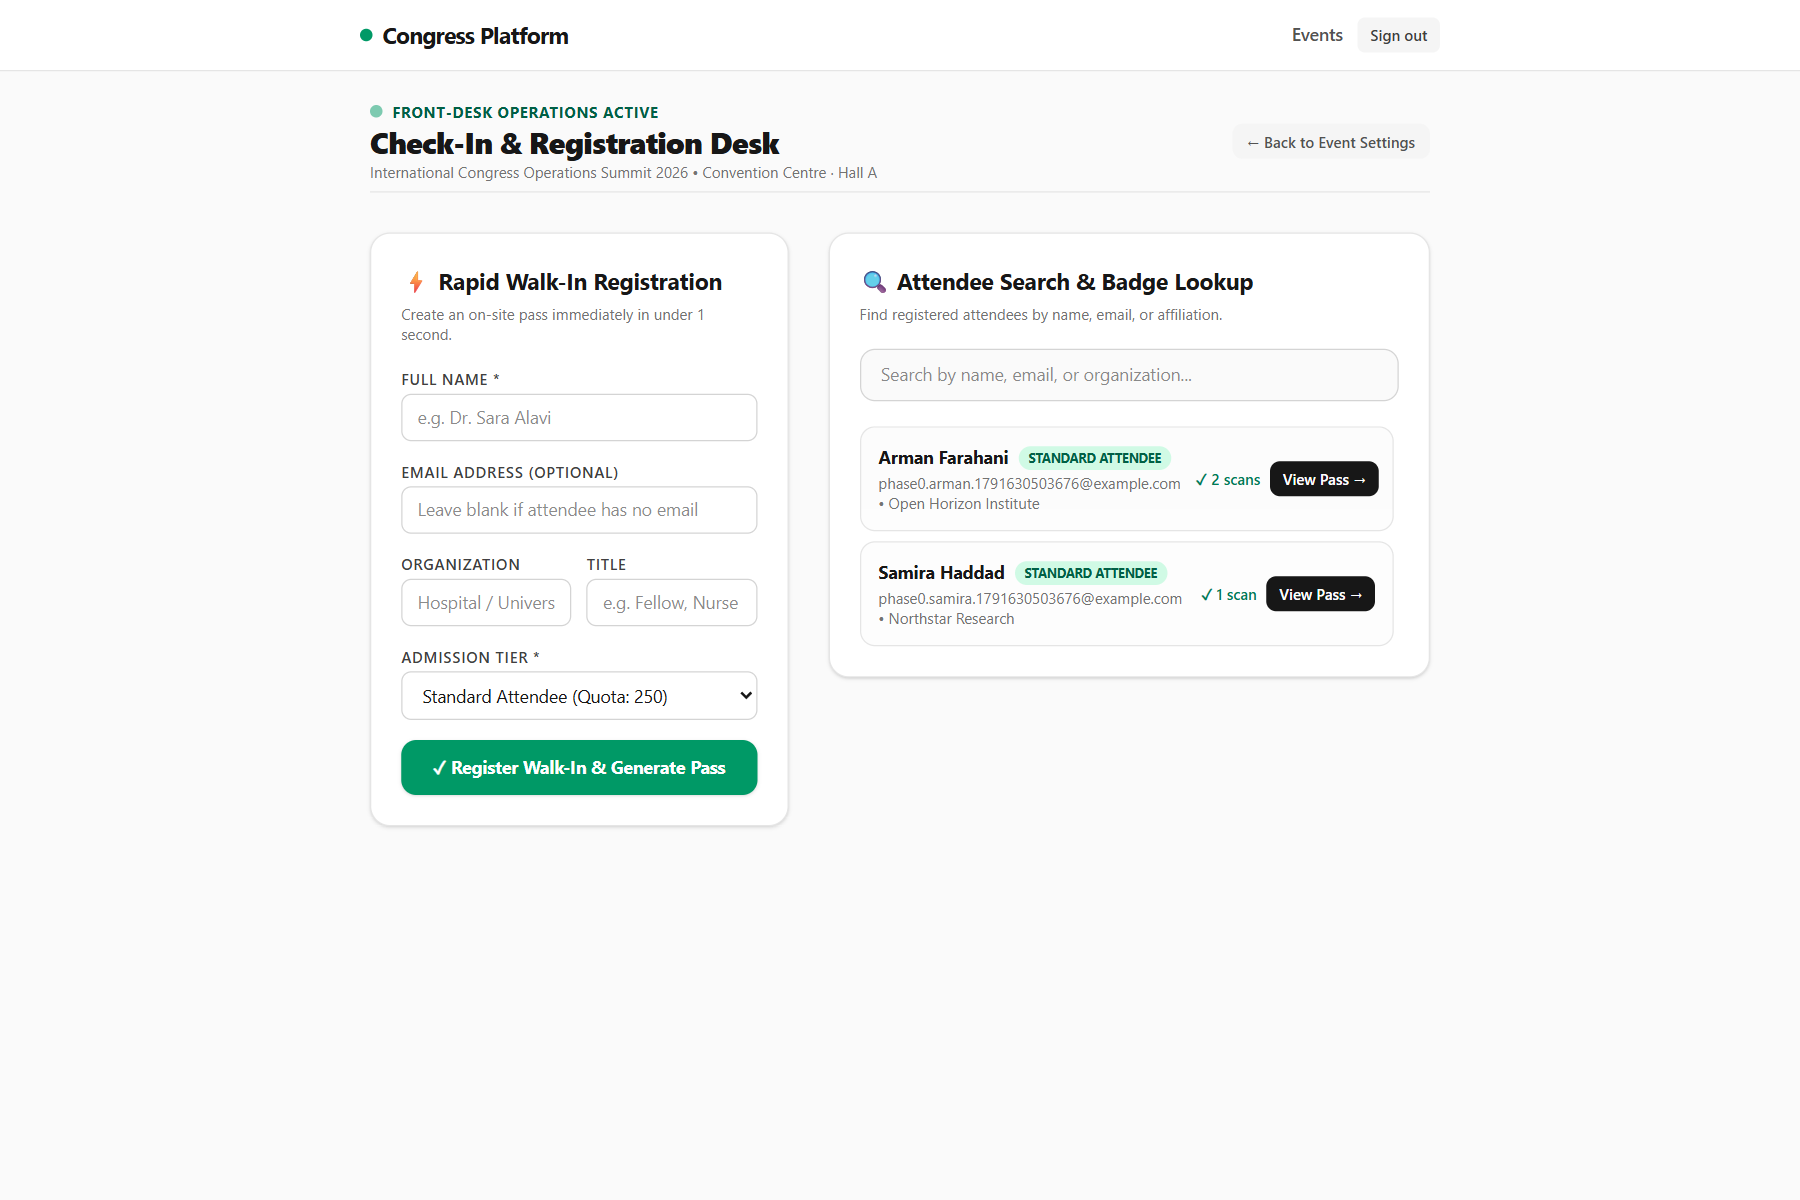 Congress Platform
Events
Sign out
FRONT-DESK OPERATIONS ACTIVE
Check-In & Registration Desk
International Congress Operations Summit 2026 • Convention Centre · Hall A
← Back to Event Settings
Rapid Walk-In Registration
Create an on-site pass immediately in under 1
second.
FULL NAME *
e.g. Dr. Sara Alavi
EMAIL ADDRESS (OPTIONAL)
Leave blank if attendee has no email
ORGANIZATION
TITLE
Hospital / Univers
e.g. Fellow, Nurse
ADMISSION TIER *
Standard Attendee (Quota: 250)
✓ Register Walk-In & Generate Pass
Attendee Search & Badge Lookup
Find registered attendees by name, email, or affiliation.
Search by name, email, or organization...
Arman Farahani STANDARD ATTENDEE
phase0.arman.1791630503676@example.com
• Open Horizon Institute
✓ 2 scans
View Pass →
Samira Haddad STANDARD ATTENDEE
phase0.samira.1791630503676@example.com
• Northstar Research
✓ 1 scan
View Pass →